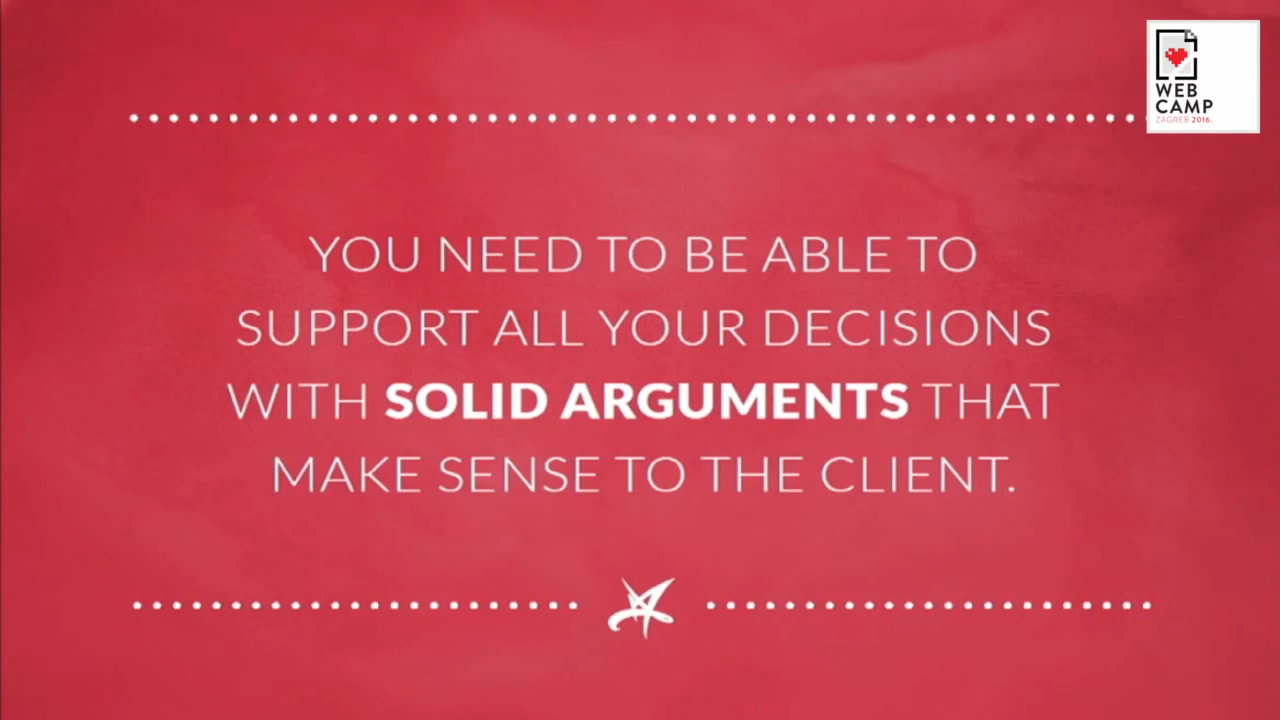 WEB
CAMP
ZAGREB 2016.
YOU NEED TO BE ABLE TO
SUPPORT ALL YOUR DECISIONS
WITH SOLID ARGUMENTS THAT
MAKE SENSE TO THE CLIENT.